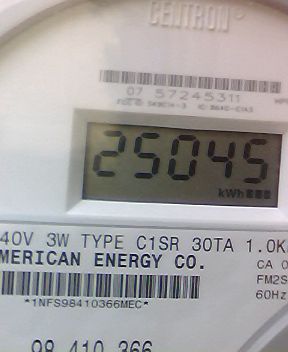 CENTRON®
07 57245311
25045
kWh
40V 3W TYPE C1SR 30TA 1.0K
MERICAN ENERGY CO.
CA 0
FM2S
60Hz
*1NFS98410366MEC*
98 410 366